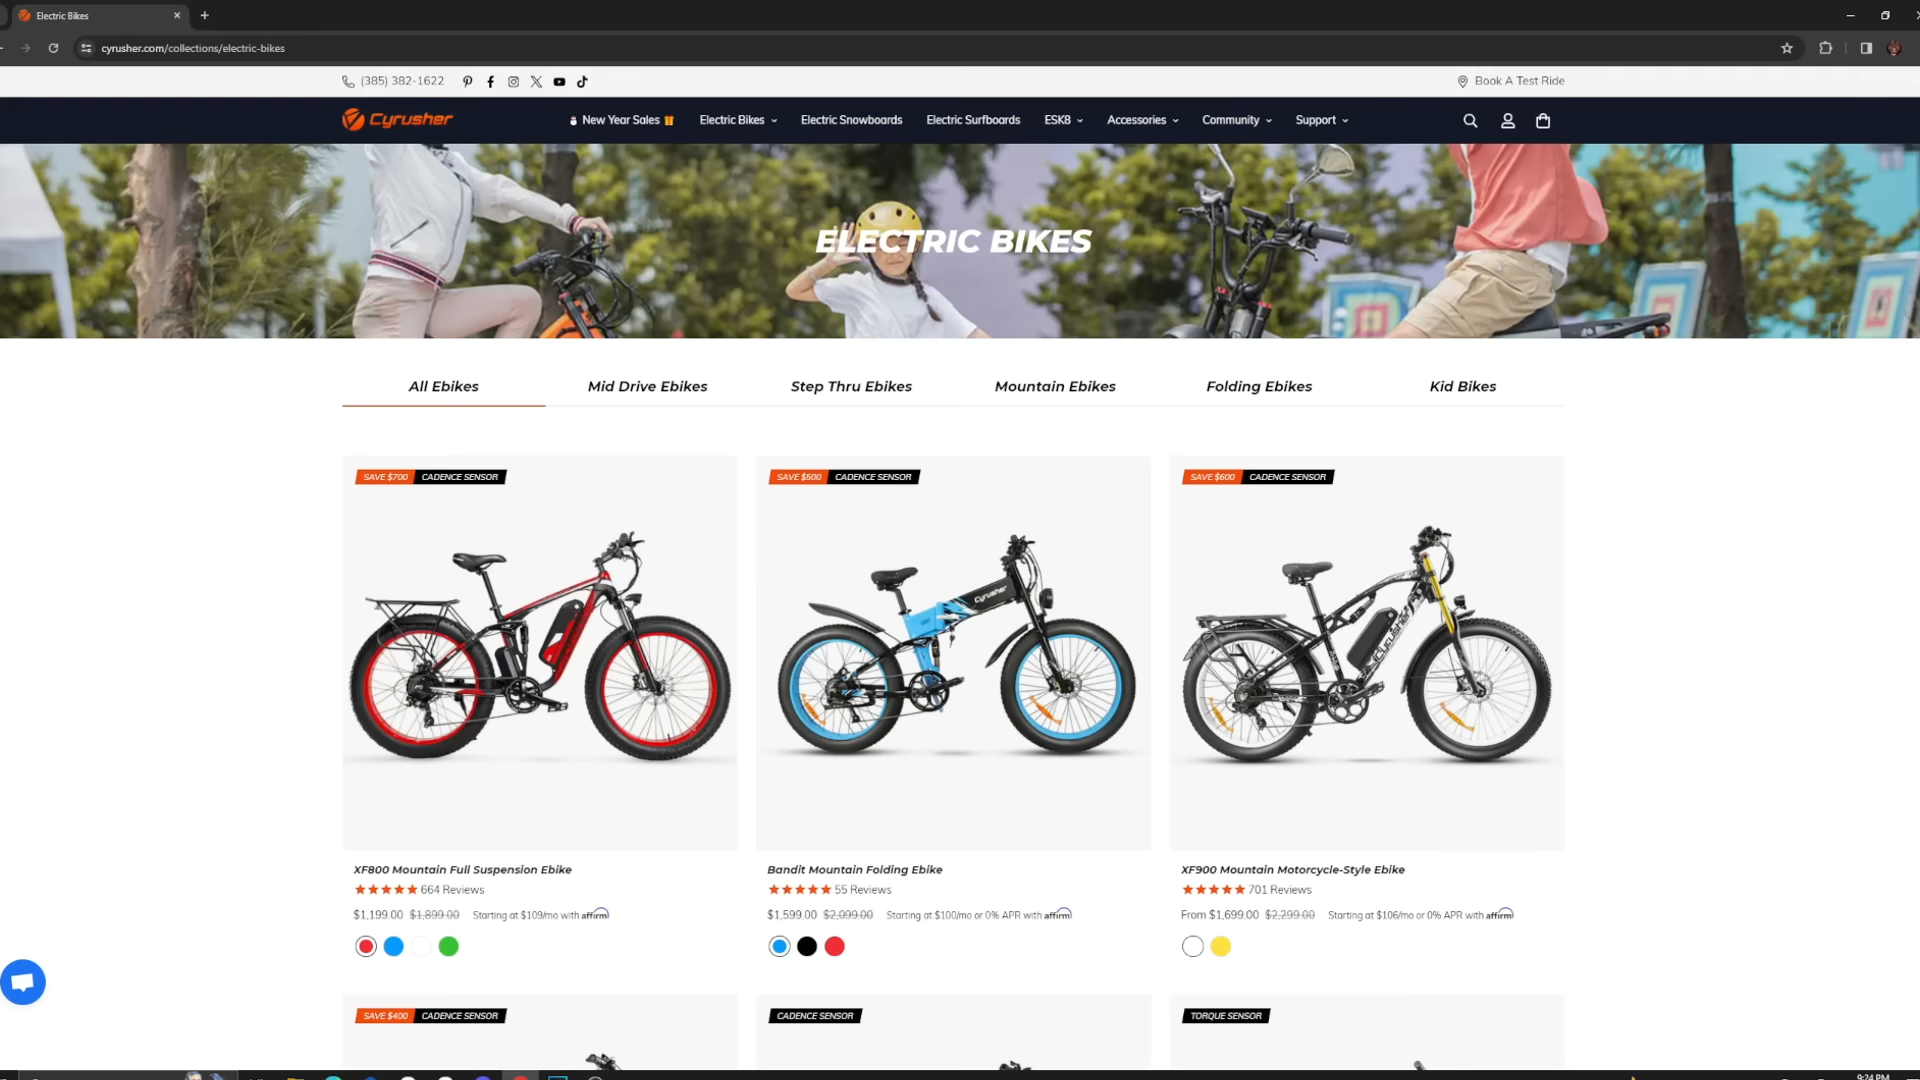 Electric Bikes
cyrusher.com/collections/electric-bikes
(385) 382-1622
Book A Test Ride
Cyrusher
New Year Sales
Electric Bikes
Electric Snowboards
Electric Surfboards
ESK8
Accessories
Community
Support
ELECTRIC BIKES
All Ebikes
Mid Drive Ebikes
Step Thru Ebikes
Mountain Ebikes
Folding Ebikes
Kid Bikes
SAVE $700 CADENCE SENSOR
SAVE $500 CADENCE SENSOR
SAVE $600 CADENCE SENSOR
Cyrusher
Cyrusher
XF800 Mountain Full Suspension Ebike
664 Reviews
$1,199.00 $1,899.00 Starting at $109/mo with affirm
Bandit Mountain Folding Ebike
55 Reviews
$1,599.00 $2,099.00 Starting at $100/mo or 0% APR with affirm
XF900 Mountain Motorcycle-Style Ebike
701 Reviews
From $1,699.00 $2,299.00 Starting at $106/mo or 0% APR with affirm
SAVE $400 CADENCE SENSOR
CADENCE SENSOR
TORQUE SENSOR
9:24 PM